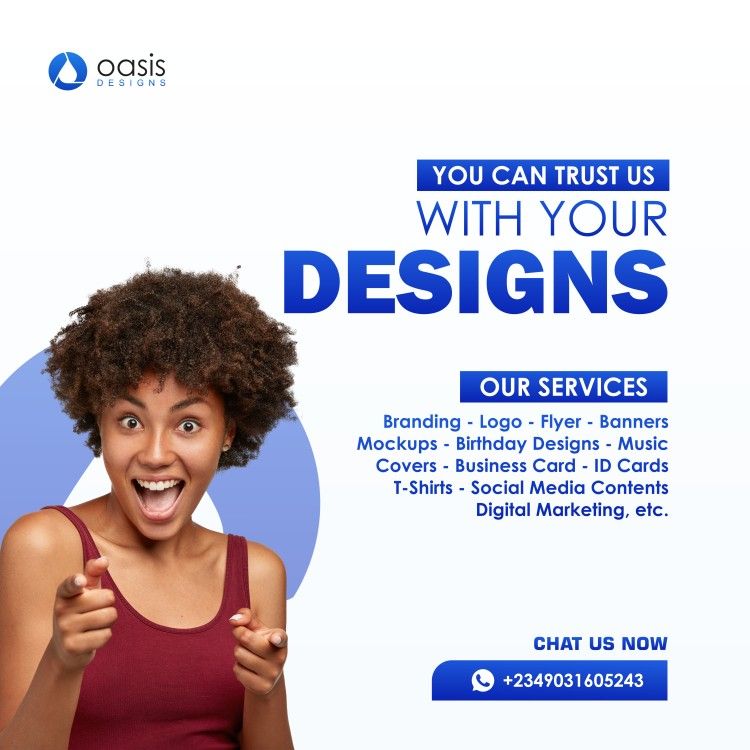 oasis
DESIGNS
YOU CAN TRUST US
WITH YOUR
DESIGNS
OUR SERVICES
Branding - Logo - Flyer - Banners
Mockups - Birthday Designs - Music
Covers - Business Card - ID Cards
T-Shirts - Social Media Contents
Digital Marketing, etc.
CHAT US NOW
+2349031605243